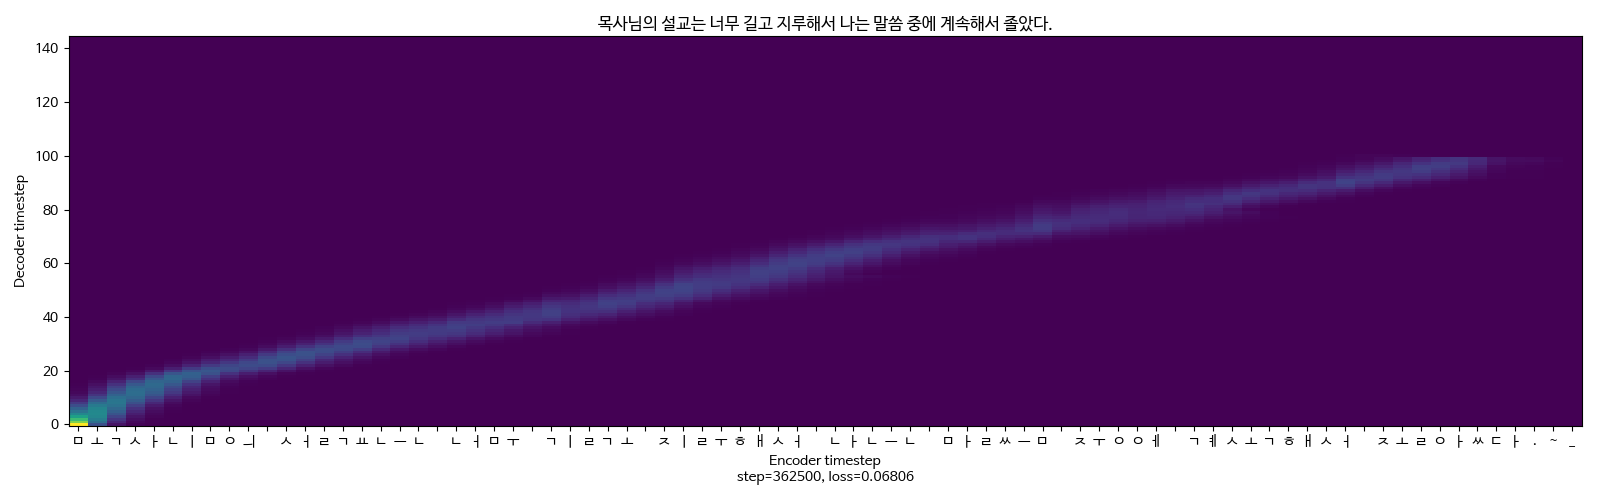 목사님의 설교는 너무 길고 지루해서 나는 말씀 중에 계속해서 졸았다.
140
120
100
80
60
40
20
0
Decoder timestep
ㅁ ㅗ ㄱ ㅅ ㅏ ㄴ ㅣ ㅁ ㅇ ㅢ ㅅ ㅓ ㄹ ㄱ ㅛ ㄴ ㅡ ㄴ ㄴ ㅓ ㅁ ㅜ ㄱ ㅣ ㄹ ㄱ ㅗ ㅈ ㅣ ㄹ ㅜ ㅎ ㅐ ㅅ ㅓ ㄴ ㅏ ㄴ ㅡ ㄴ ㅁ ㅏ ㄹ ㅆ ㅡ ㅁ ㅈ ㅜ ㅇ ㅇ ㅔ ㄱ ㅖ ㅅ ㅗ ㄱ ㅎ ㅐ ㅅ ㅓ ㅈ ㅗ ㄹ ㅇ ㅏ ㅆ ㄷ ㅏ . ~ _
Encoder timestep
step=362500, loss=0.06806